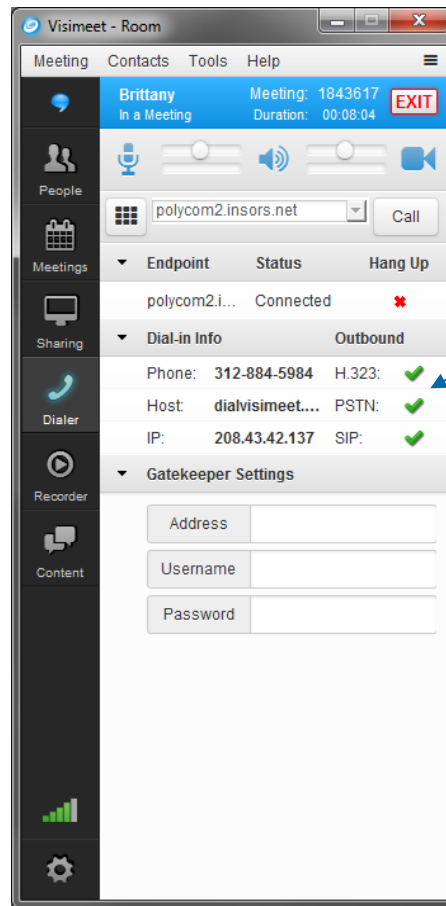 Visimeet - Room
Meeting Contacts Tools Help
Brittany Meeting: 1843617 EXIT
In a Meeting Duration: 00:08:04
People
polycom2.insors.net Call
Meetings
Endpoint Status Hang Up
polycom2.i... Connected
Sharing
Dial-in Info Outbound
Phone: 312-884-5984 H.323:
Host: dialvisimeet.... PSTN:
Dialer
IP: 208.43.42.137 SIP:
Gatekeeper Settings
Recorder
Address
Username
Content
Password